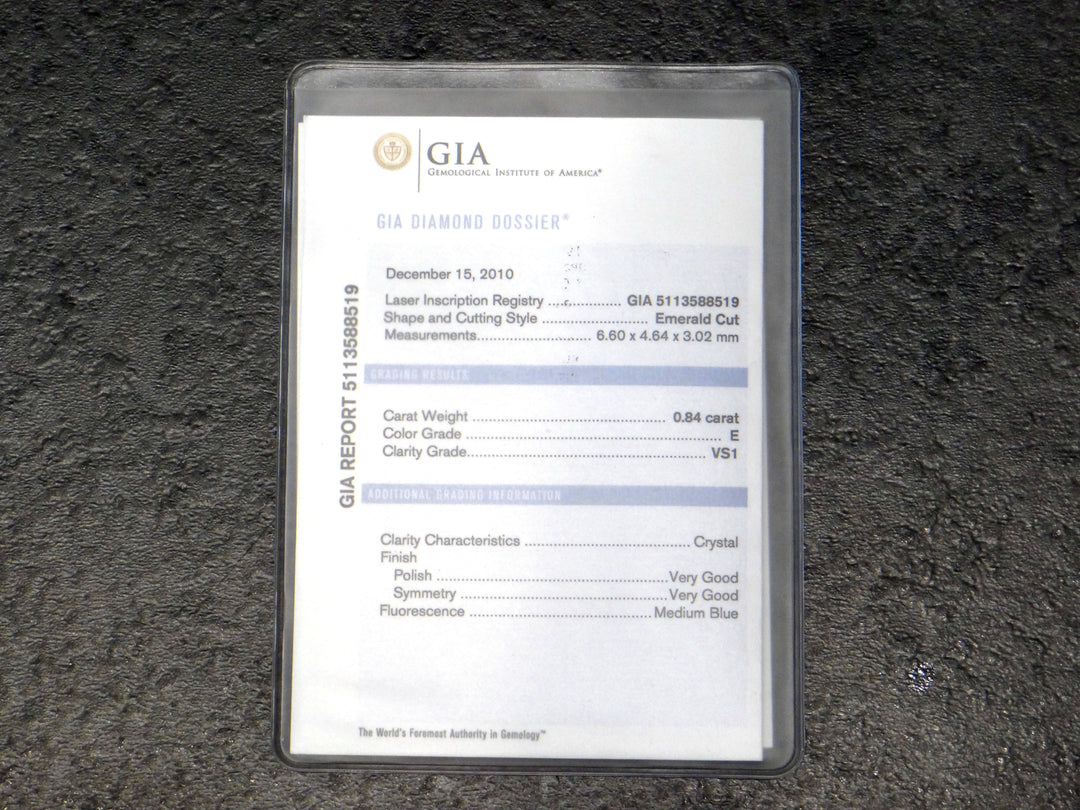 GIA
GEMOLOGICAL INSTITUTE OF AMERICA®
GIA DIAMOND DOSSIER®
December 15, 2010
Laser Inscription Registry .................. GIA 5113588519
Shape and Cutting Style .......................... Emerald Cut
Measurements............................ 6.60 x 4.64 x 3.02 mm
GIA REPORT 5113588519
GRADING RESULTS
Carat Weight ................................................ 0.84 carat
Color Grade ............................................................... E
Clarity Grade........................................................... VS1
ADDITIONAL GRADING INFORMATION
Clarity Characteristics ........................................ Crystal
Finish
Polish .........................................................Very Good
Symmetry ...................................................Very Good
Fluorescence ............................................ Medium Blue
The World's Foremost Authority in Gemology™